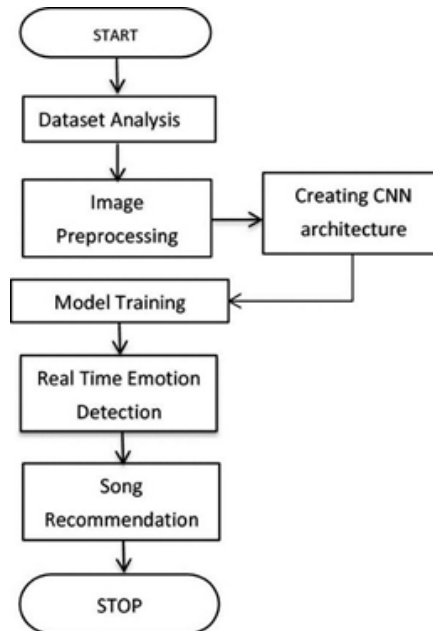 START
Dataset Analysis
Image
Preprocessing
Creating CNN
architecture
Model Training
Real Time Emotion
Detection
Song
Recommendation
STOP